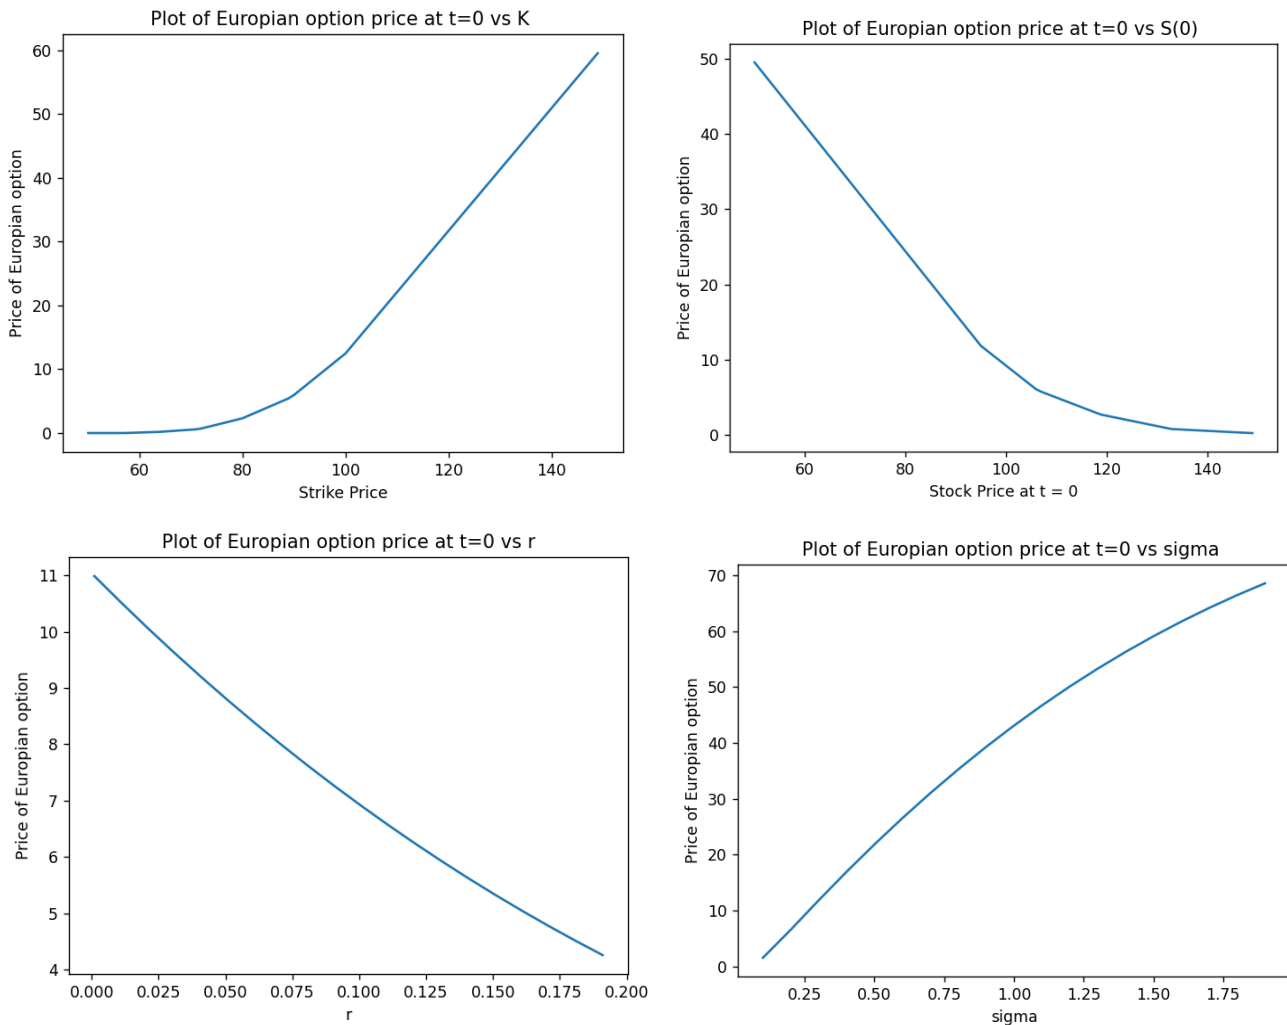 Plot of Europian option price at t=0 vs K
Price of Europian option
60
50
40
30
20
10
0
60 80 100 120 140
Strike Price
Plot of Europian option price at t=0 vs S(0)
Price of Europian option
50
40
30
20
10
0
60 80 100 120 140
Stock Price at t = 0
Plot of Europian option price at t=0 vs r
Price of Europian option
11
10
9
8
7
6
5
4
0.000 0.025 0.050 0.075 0.100 0.125 0.150 0.175 0.200
r
Plot of Europian option price at t=0 vs sigma
Price of Europian option
70
60
50
40
30
20
10
0
0.25 0.50 0.75 1.00 1.25 1.50 1.75
sigma